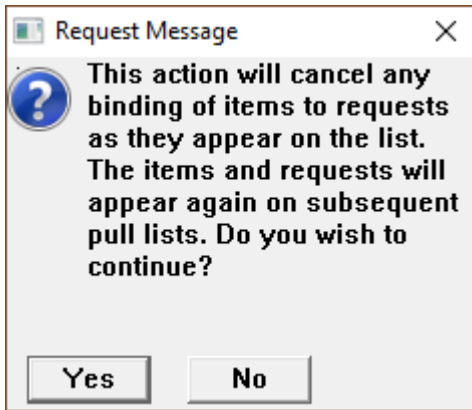 Request Message
This action will cancel any
binding of items to requests
as they appear on the list.
The items and requests will
appear again on subsequent
pull lists. Do you wish to
continue?
Yes No